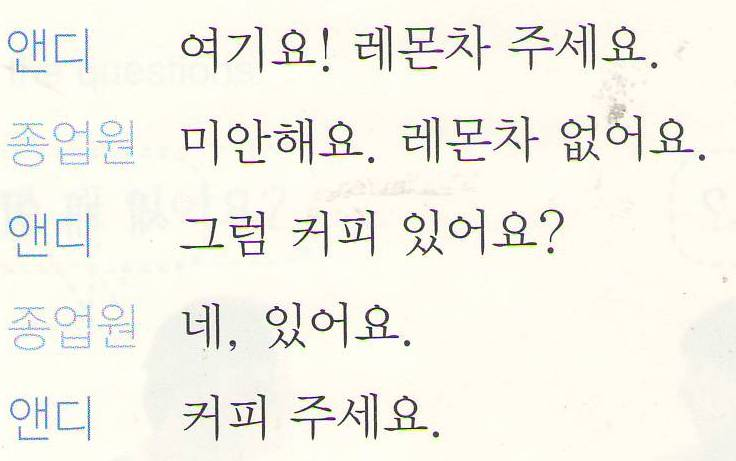 앤디 여기요! 레몬차 주세요.
종업원 미안해요. 레몬차 없어요.
앤디 그럼 커피 있어요?
종업원 네, 있어요.
앤디 커피 주세요.